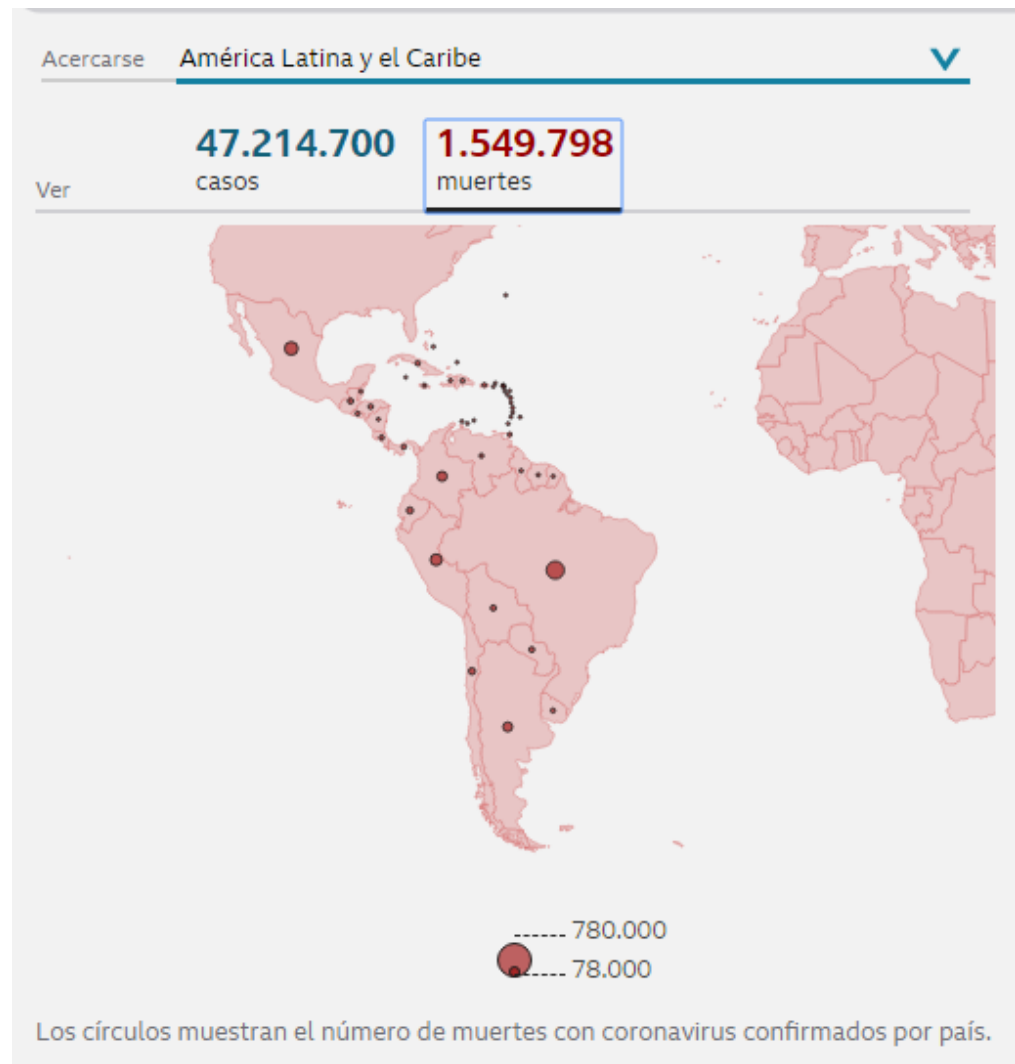 Acercarse América Latina y el Caribe
47.214.700 1.549.798
Ver casos muertes
780.000
78.000
Los círculos muestran el número de muertes con coronavirus confirmados por país.